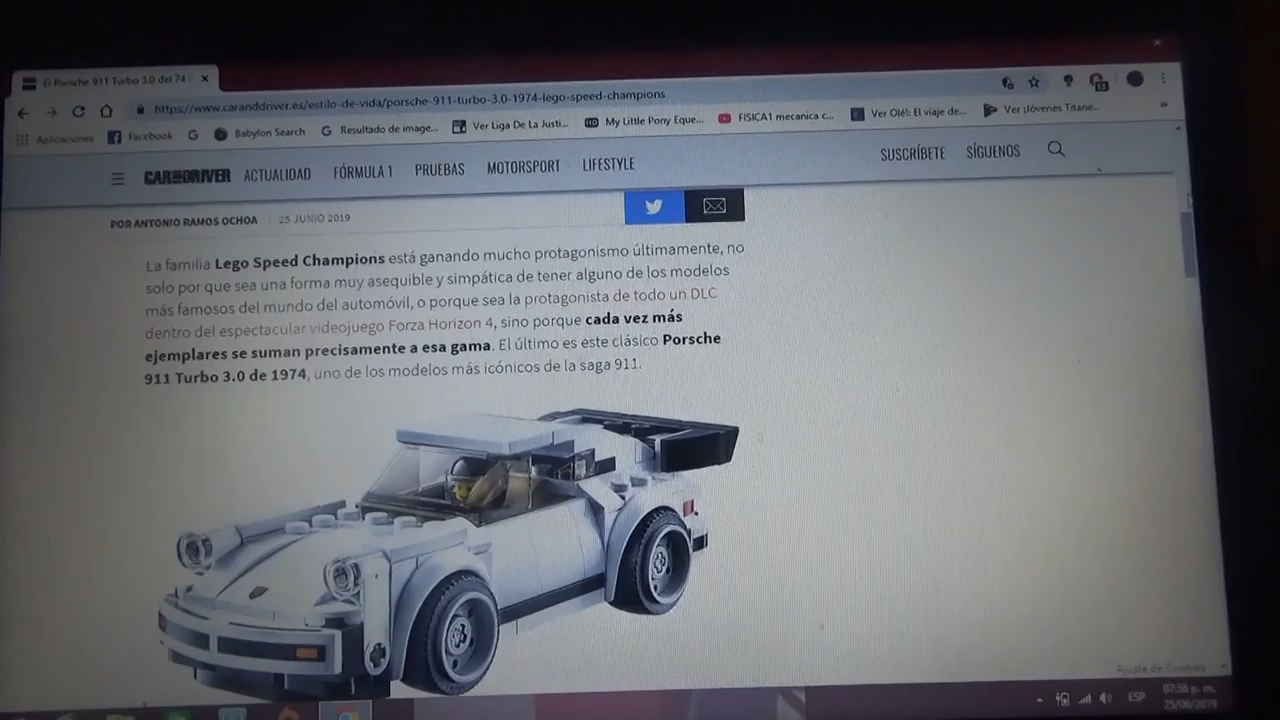 El Porsche 911 Turbo 3.0 del 74
https://www.caranddriver.es/estilo-de-vida/porsche-911-turbo-3.0-1974-lego-speed-champions
Aplicaciones Facebook Babylon Search Resultado de image... Ver Liga De La Justi... My Little Pony Eque... FISICA1 mecanica c... Ver Olé!: El viaje de... Ver ¡Jóvenes Titane...
CAR AND DRIVER ACTUALIDAD FÓRMULA 1 PRUEBAS MOTORSPORT LIFESTYLE SUSCRÍBETE SÍGUENOS
POR ANTONIO RAMOS OCHOA 25 JUNIO 2019
La familia Lego Speed Champions está ganando mucho protagonismo últimamente, no
solo por que sea una forma muy asequible y simpática de tener alguno de los modelos
más famosos del mundo del automóvil, o porque sea la protagonista de todo un DLC
dentro del espectacular videojuego Forza Horizon 4, sino porque cada vez más
ejemplares se suman precisamente a esa gama. El último es este clásico Porsche
911 Turbo 3.0 de 1974, uno de los modelos más icónicos de la saga 911.
Ajuste de Cookies
ESP 07:56 p. m.
25/06/2019